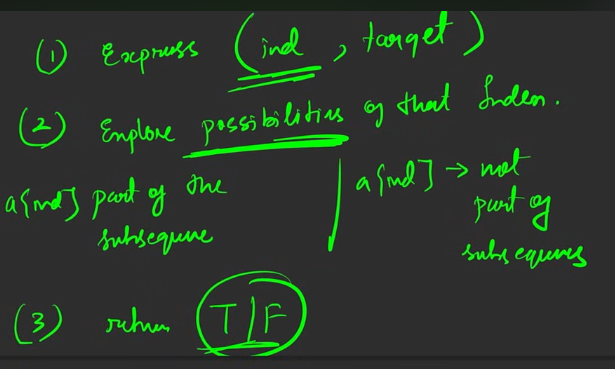 (1) Express (ind, target)
(2) Explore possibilities of that Index.
a[ind] part of the subsequence
a[ind] → not part of subsequences
(3) return T/F